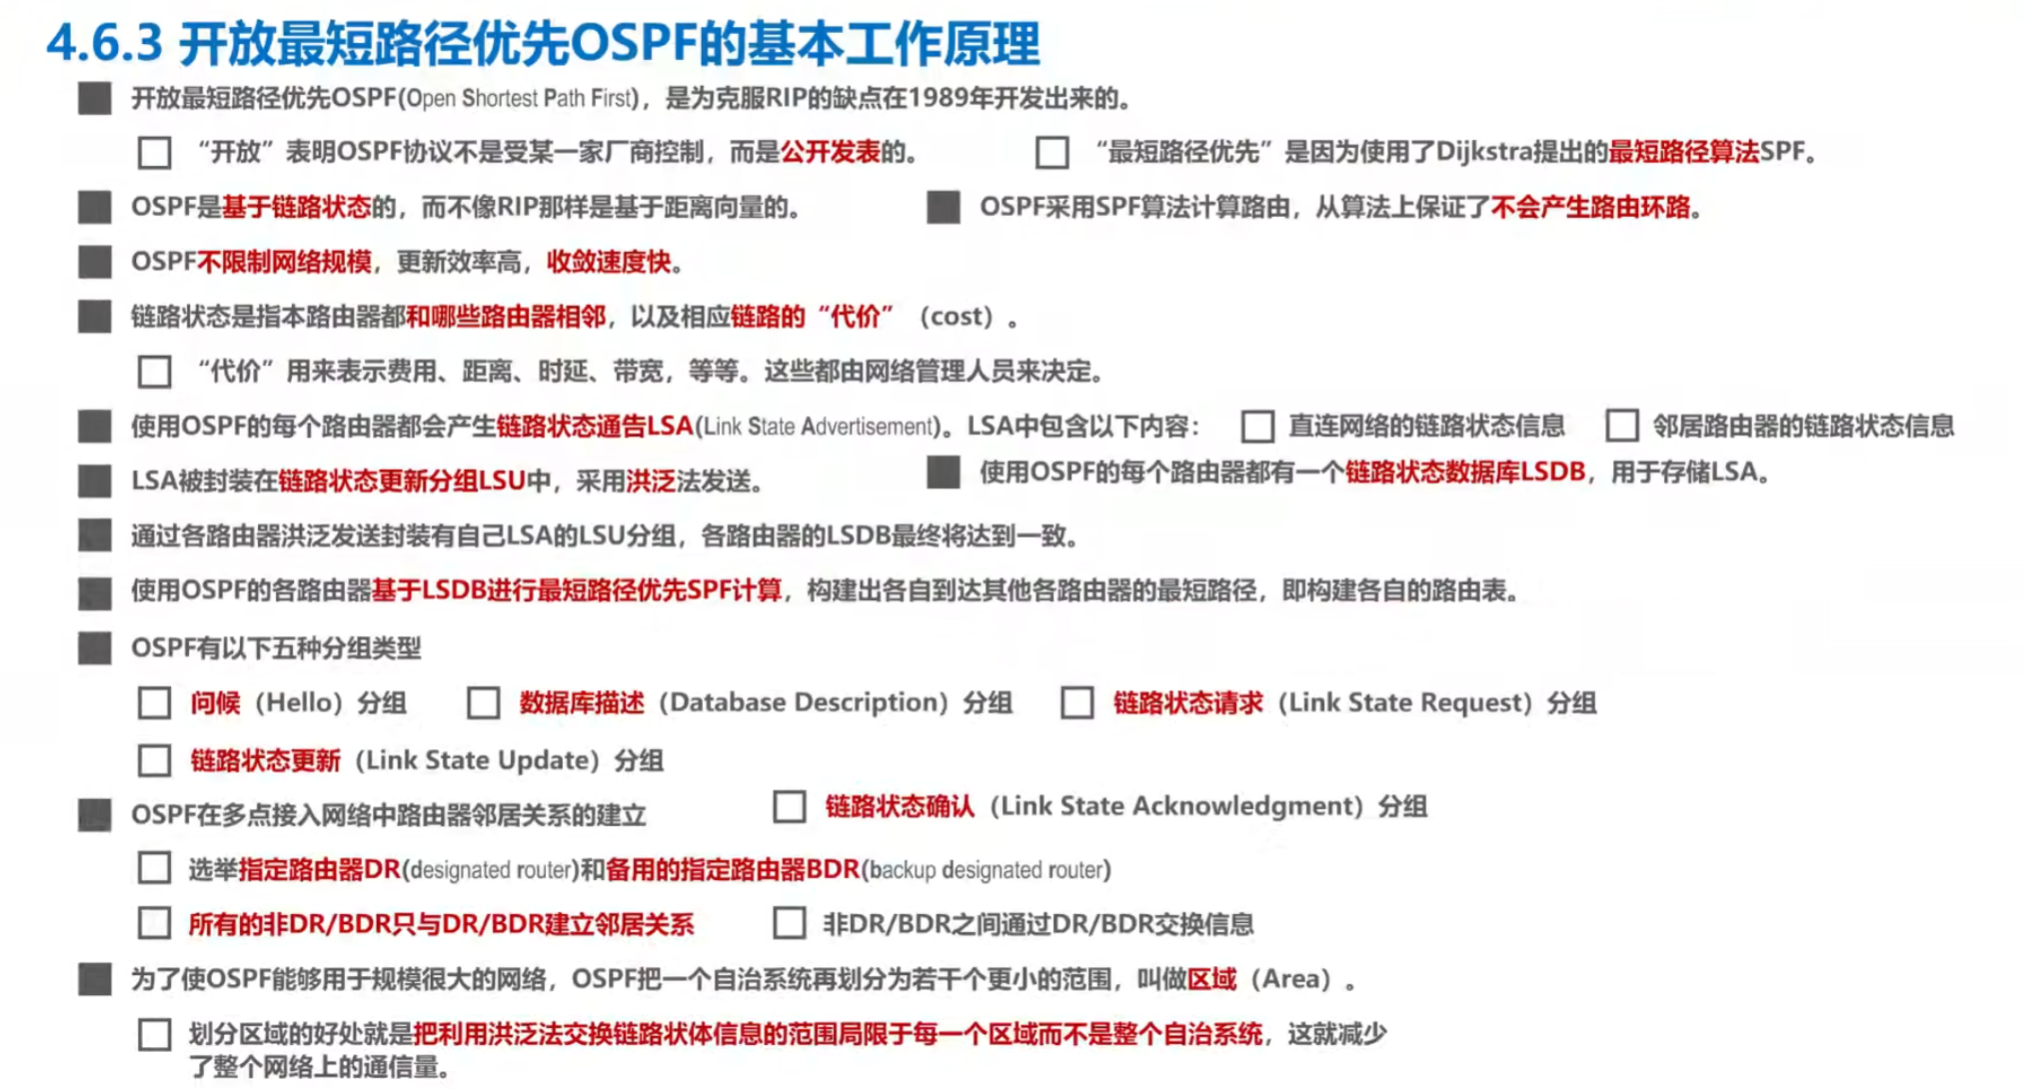 4.6.3 开放最短路径优先OSPF的基本工作原理
开放最短路径优先OSPF(Open Shortest Path First)，是为克服RIP的缺点在1989年开发出来的。
“开放”表明OSPF协议不是受某一家厂商控制，而是公开发表的。
“最短路径优先”是因为使用了Dijkstra提出的最短路径算法SPF。
OSPF是基于链路状态的，而不像RIP那样是基于距离向量的。
OSPF采用SPF算法计算路由，从算法上保证了不会产生路由环路。
OSPF不限制网络规模，更新效率高，收敛速度快。
链路状态是指本路由器都和哪些路由器相邻，以及相应链路的“代价”（cost）。
“代价”用来表示费用、距离、时延、带宽，等等。这些都由网络管理人员来决定。
使用OSPF的每个路由器都会产生链路状态通告LSA(Link State Advertisement)。LSA中包含以下内容：
直连网络的链路状态信息
邻居路由器的链路状态信息
LSA被封装在链路状态更新分组LSU中，采用洪泛法发送。
使用OSPF的每个路由器都有一个链路状态数据库LSDB，用于存储LSA。
通过各路由器洪泛发送封装有自己LSA的LSU分组，各路由器的LSDB最终将达到一致。
使用OSPF的各路由器基于LSDB进行最短路径优先SPF计算，构建出各自到达其他各路由器的最短路径，即构建各自的路由表。
OSPF有以下五种分组类型
问候（Hello）分组
数据库描述（Database Description）分组
链路状态请求（Link State Request）分组
链路状态更新（Link State Update）分组
链路状态确认（Link State Acknowledgment）分组
OSPF在多点接入网络中路由器邻居关系的建立
选举指定路由器DR(designated router)和备用的指定路由器BDR(backup designated router)
所有的非DR/BDR只与DR/BDR建立邻居关系
非DR/BDR之间通过DR/BDR交换信息
为了使OSPF能够用于规模很大的网络，OSPF把一个自治系统再划分为若干个更小的范围，叫做区域（Area）。
划分区域的好处就是把利用洪泛法交换链路状体信息的范围局限于每一个区域而不是整个自治系统，这就减少
了整个网络上的通信量。